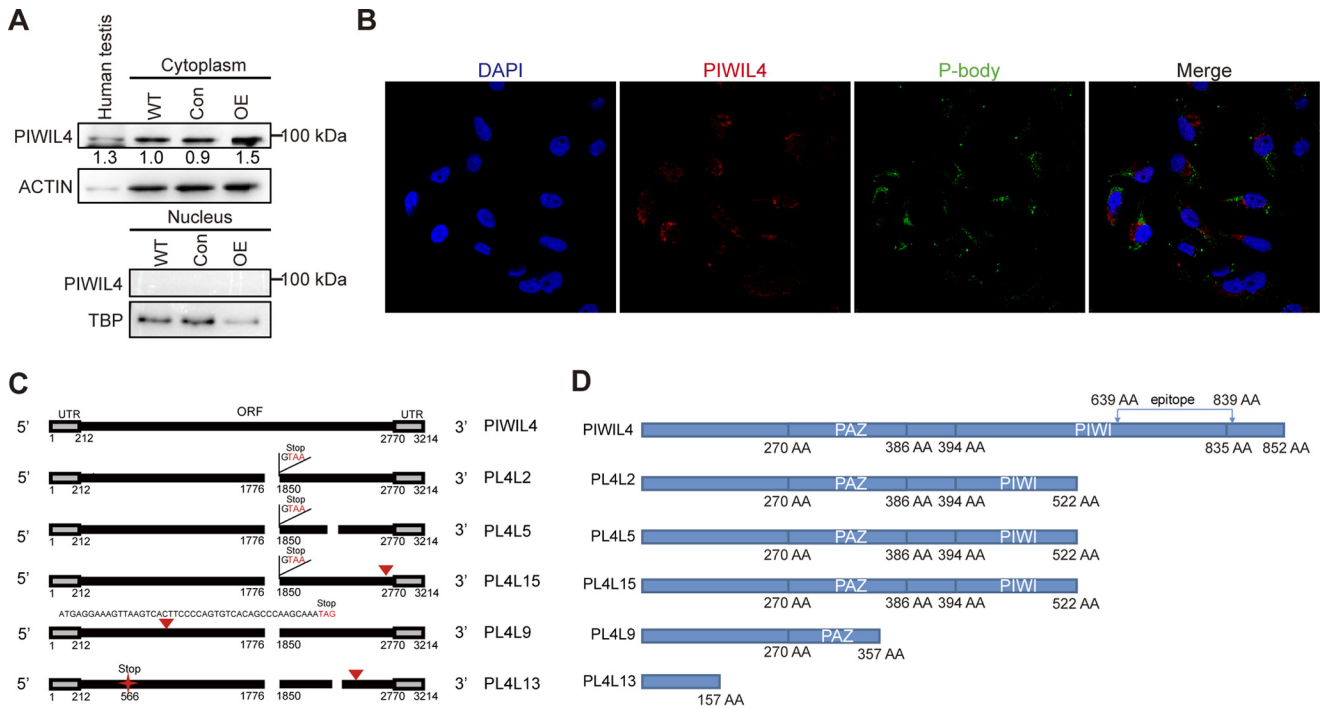 A
Human testis
Cytoplasm
WT
Con
OE
PIWIL4
100 kDa
1.3 1.0 0.9 1.5
ACTIN
Nucleus
WT
Con
OE
PIWIL4
100 kDa
TBP
B
DAPI
PIWIL4
P-body
Merge
C
5’ UTR ORF UTR 3’ PIWIL4
1 212 2770 3214
Stop
GTAA
5’ 3’ PL4L2
1 212 1776 1850 2770 3214
Stop
GTAA
5’ 3’ PL4L5
1 212 1776 1850 2770 3214
Stop
GTAA
5’ 3’ PL4L15
1 212 1776 1850 2770 3214
Stop
ATGAGGAAAGTTAAGTCACTTCCCCAGTGTCACAGCCCAAGCAAATAG
5’ 3’ PL4L9
1 212 1776 1850 2770 3214
Stop
5’ 3’ PL4L13
1 212 566 1776 1850 2770 3214
D
639 AA epitope 839 AA
PIWIL4 PAZ PIWI
270 AA 386 AA 394 AA 835 AA 852 AA
PL4L2 PAZ PIWI
270 AA 386 AA 394 AA 522 AA
PL4L5 PAZ PIWI
270 AA 386 AA 394 AA 522 AA
PL4L15 PAZ PIWI
270 AA 386 AA 394 AA 522 AA
PL4L9 PAZ
270 AA 357 AA
PL4L13
157 AA